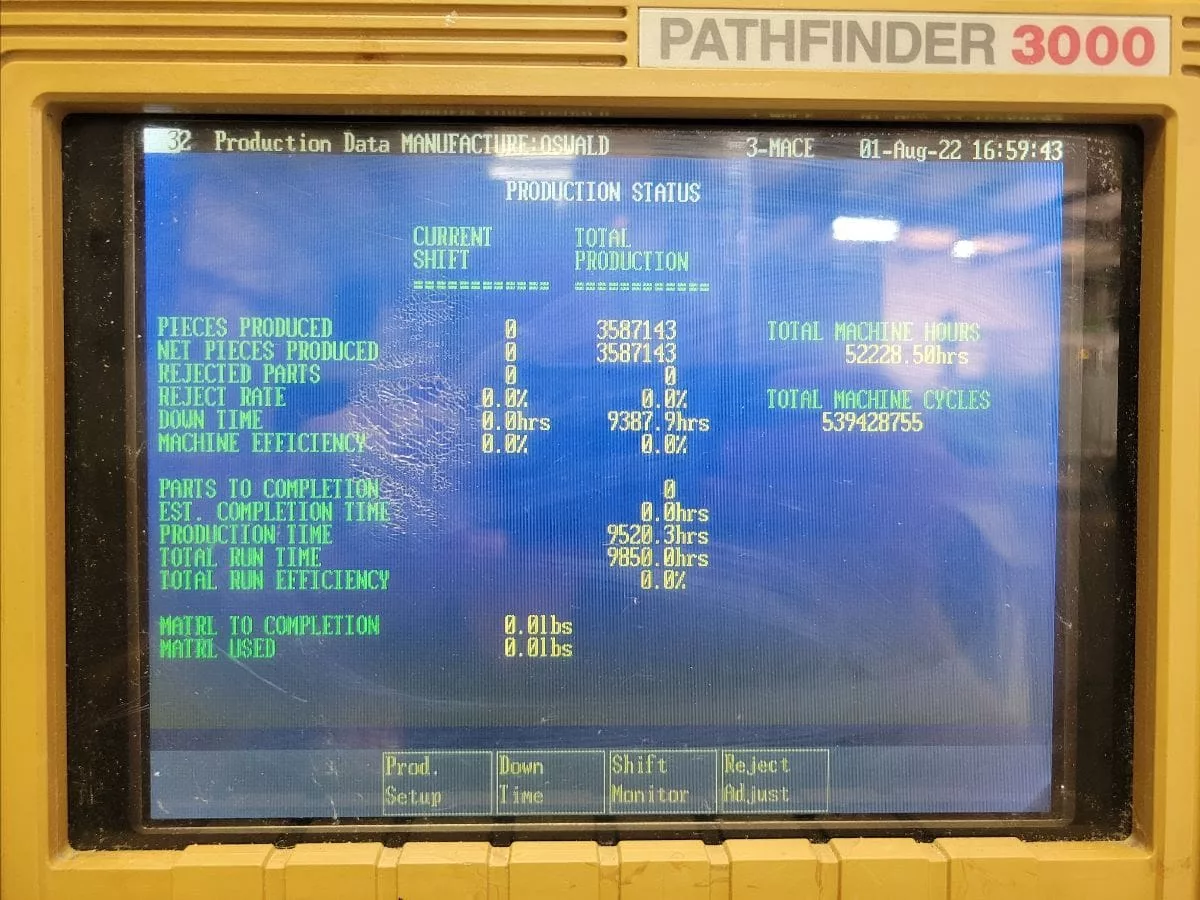 PATHFINDER 3000
32 Production Data MANUFACTURE:OSWALD 3-MACE 01-Aug-22 16:59:43
PRODUCTION STATUS
CURRENT TOTAL
SHIFT PRODUCTION
============ ============
PIECES PRODUCED 0 3587143 TOTAL MACHINE HOURS
NET PIECES PRODUCED 0 3587143 52228.50hrs
REJECTED PARTS 0 0
REJECT RATE 0.0% 0.0% TOTAL MACHINE CYCLES
DOWN TIME 0.0hrs 9387.9hrs 539428755
MACHINE EFFICIENCY 0.0% 0.0%
PARTS TO COMPLETION 0
EST. COMPLETION TIME 0.0hrs
PRODUCTION TIME 9520.3hrs
TOTAL RUN TIME 9850.0hrs
TOTAL RUN EFFICIENCY 0.0%
MATRL TO COMPLETION 0.0lbs
MATRL USED 0.0lbs
Prod. Down Shift Reject
Setup Time Monitor Adjust